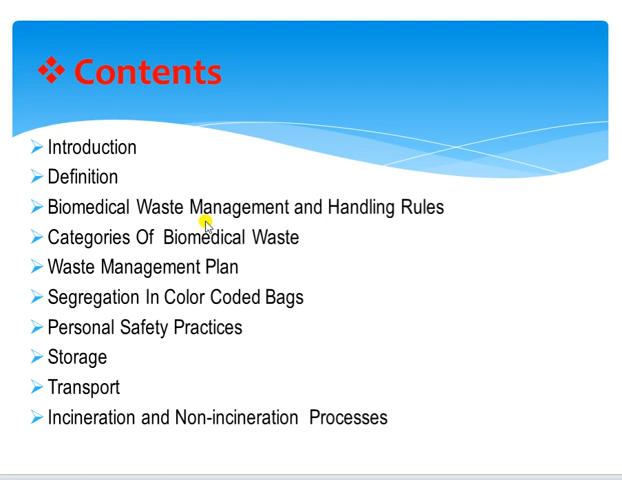 Contents
Introduction
Definition
Biomedical Waste Management and Handling Rules
Categories Of Biomedical Waste
Waste Management Plan
Segregation In Color Coded Bags
Personal Safety Practices
Storage
Transport
Incineration and Non-incineration Processes